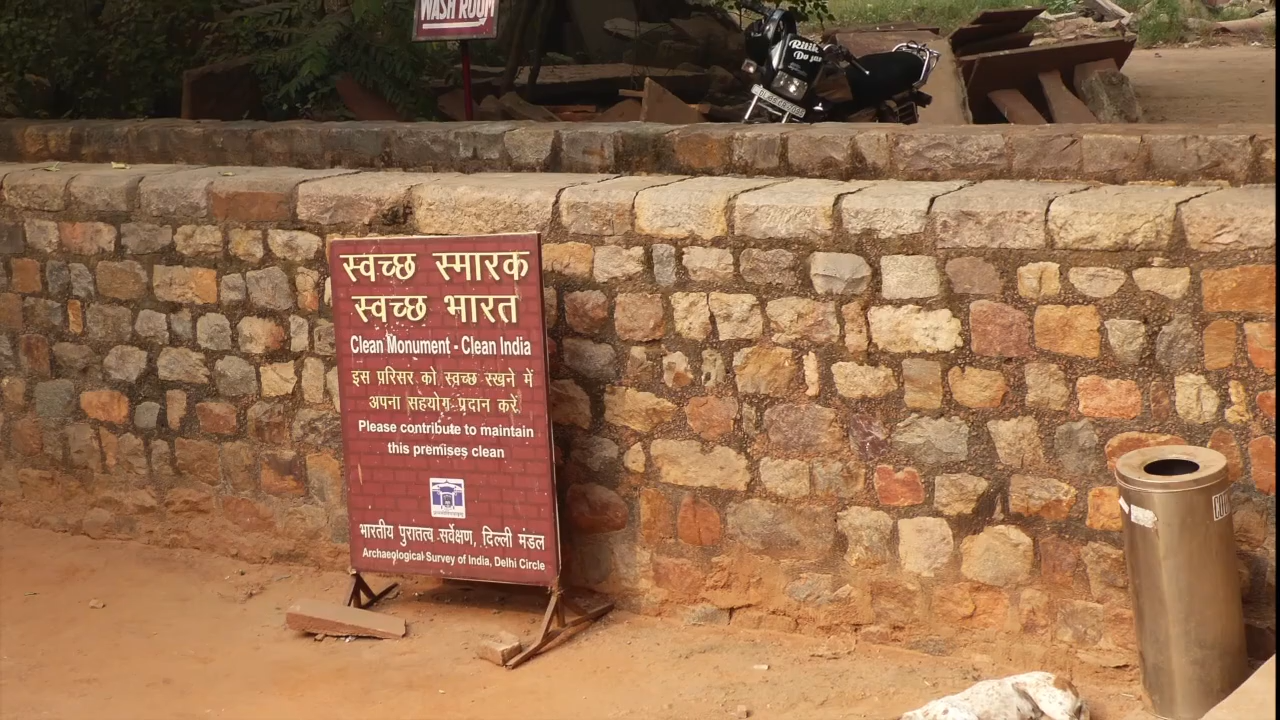 WASH ROOM
Ritik
स्वच्छ स्मारक
स्वच्छ भारत
Clean Monument - Clean India
इस परिसर को स्वच्छ रखने में
अपना सहयोग प्रदान करें
Please contribute to maintain
this premises clean
भारतीय पुरातत्व सर्वेक्षण, दिल्ली मंडल
Archaeological Survey of India, Delhi Circle